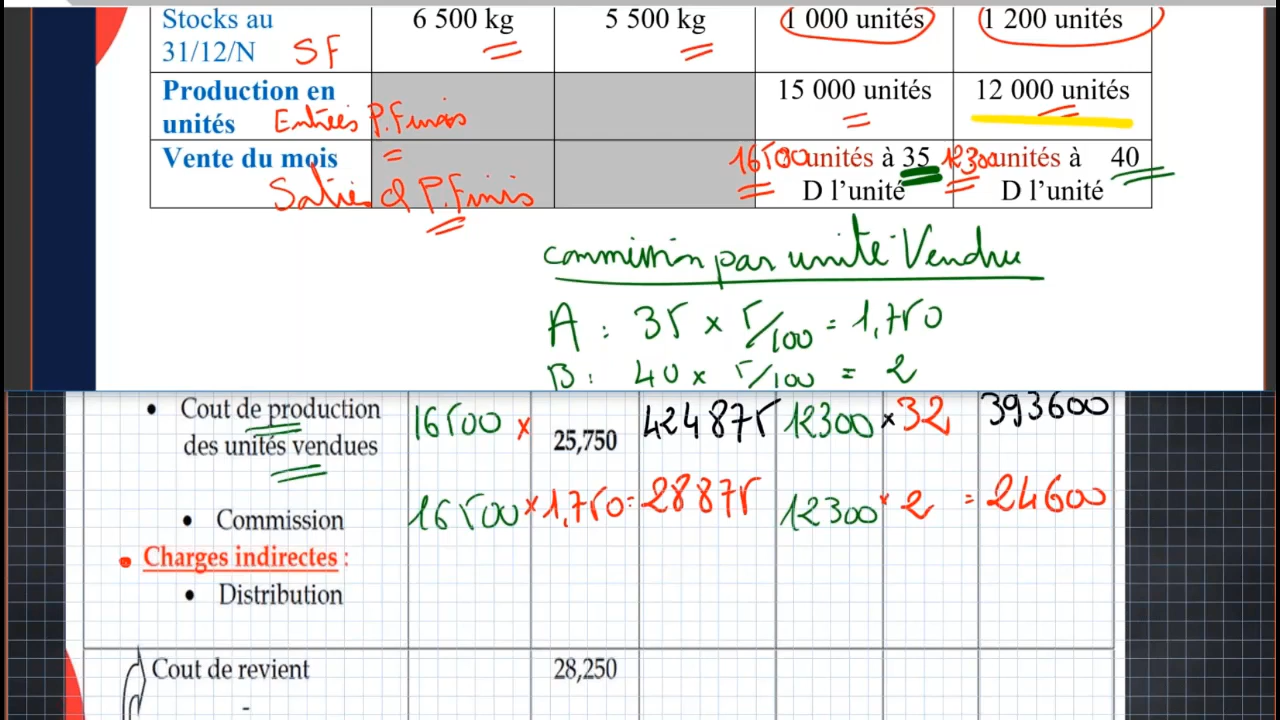 Stocks au 6 500 kg 5 500 kg 1 000 unités 1 200 unités
31/12/N SF
Production en 15 000 unités 12 000 unités
unités Entrées P.Finis
Vente du mois 16500 unités à 35 12300 unités à 40
Sorties P.Finis D l’unité D l’unité
commission par unité Vendue
A : 35 × 5/100 = 1,750
B : 40 × 5/100 = 2
• Cout de production 16500 × 25,750 424875 12300 × 32 393600
des unités vendues
• Commission 16500 × 1,750 = 28875 12300 × 2 = 24600
• Charges indirectes :
• Distribution
Cout de revient 28,250